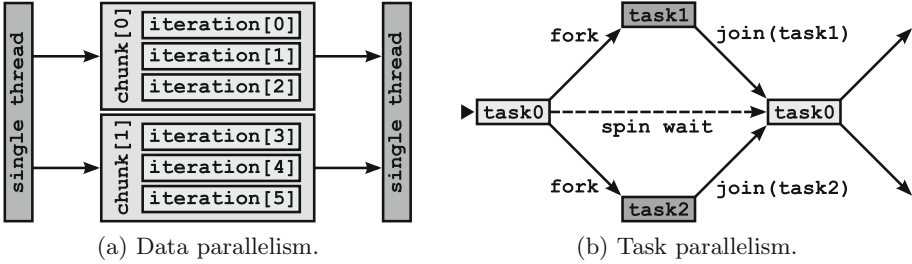 single thread
chunk[0]
iteration[0]
iteration[1]
iteration[2]
chunk[1]
iteration[3]
iteration[4]
iteration[5]
single thread
(a) Data parallelism.
task1
fork
join(task1)
task0
spin wait
task0
fork
join(task2)
task2
(b) Task parallelism.